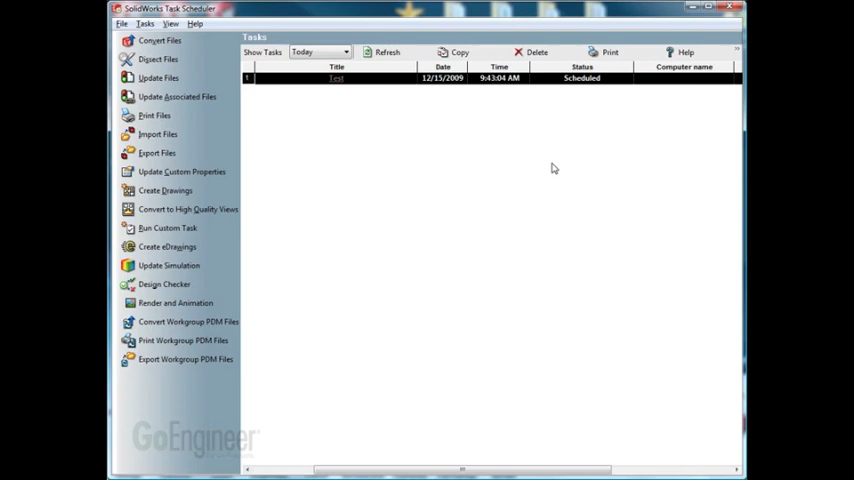 SolidWorks Task Scheduler
File Tasks View Help
Convert Files
Dissect Files
Update Files
Update Associated Files
Print Files
Import Files
Export Files
Update Custom Properties
Create Drawings
Convert to High Quality Views
Run Custom Task
Create eDrawings
Update Simulation
Design Checker
Render and Animation
Convert Workgroup PDM Files
Print Workgroup PDM Files
Export Workgroup PDM Files
GoEngineer
Tasks
Show Tasks Today Refresh Copy Delete Print Help
Title Date Time Status Computer name
1 Test 12/15/2009 9:43:04 AM Scheduled